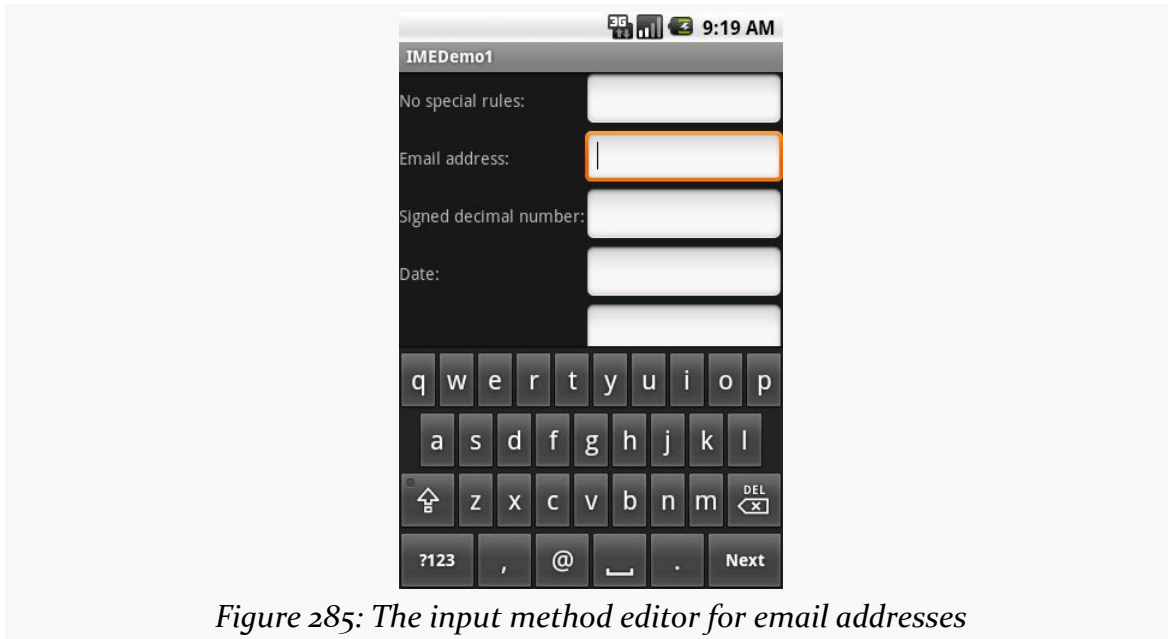 3G 9:19 AM
IMEDemo1
No special rules:
Email address:
Signed decimal number:
Date:
q w e r t y u i o p
a s d f g h j k l
z x c v b n m DEL
?123 , @ . Next
Figure 285: The input method editor for email addresses